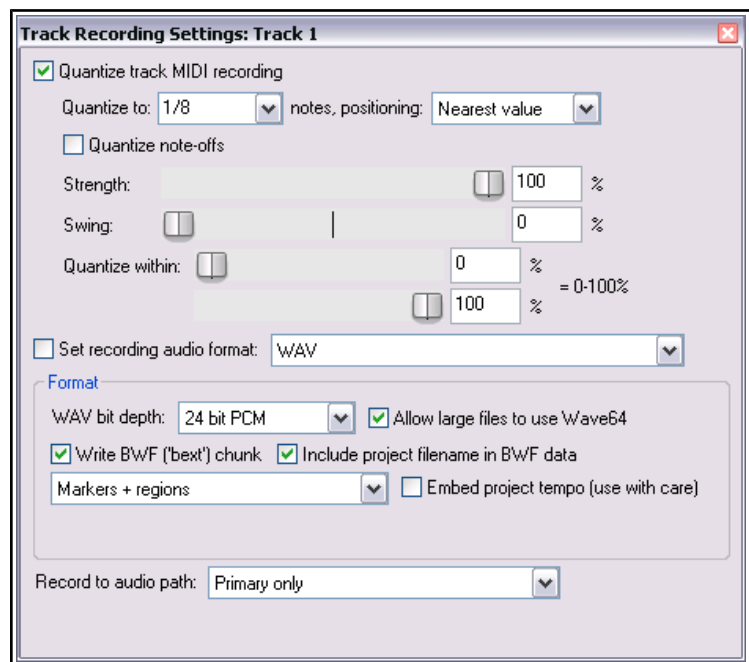 Track Recording Settings: Track 1
Quantize track MIDI recording
Quantize to: 1/8 notes, positioning: Nearest value
Quantize note-offs
Strength: 100 %
Swing: 0 %
Quantize within: 0 %
= 0-100%
100 %
Set recording audio format: WAV
Format
WAV bit depth: 24 bit PCM Allow large files to use Wave64
Write BWF ('bext') chunk Include project filename in BWF data
Markers + regions Embed project tempo (use with care)
Record to audio path: Primary only